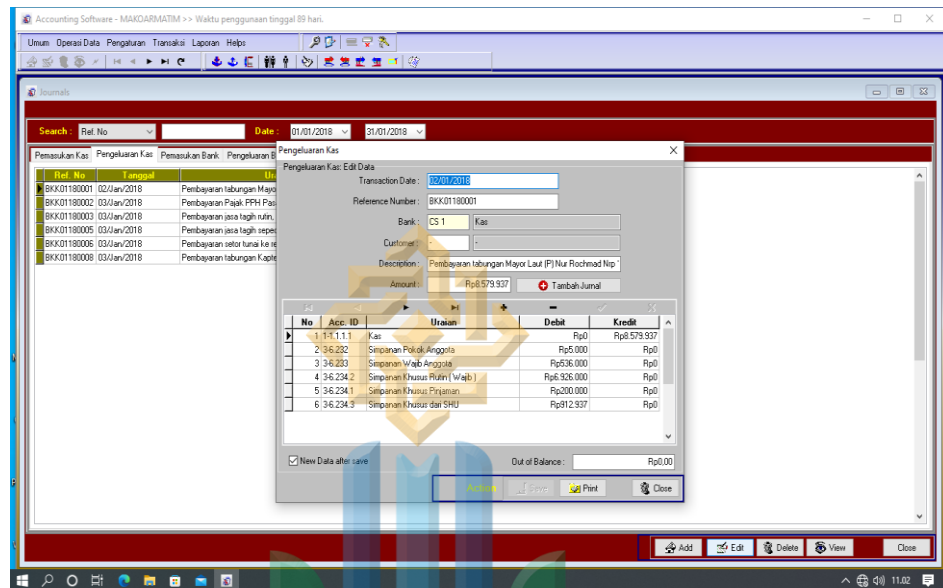 Accounting Software - MAKOARMATIM >> Waktu penggunaan tinggal 89 hari.
Umum Operasi Data Pengaturan Transaksi Laporan Helps
Journals
Search : Ref. No Date : 01/01/2018 31/01/2018
Pemasukan Kas Pengeluaran Kas Pemasukan Bank Pengeluaran B
Ref. No Tanggal Ura
BKK01180001 02/Jan/2018 Pembayaran tabungan Mayo
BKK01180002 03/Jan/2018 Pembayaran Pajak PPH Pas
BKK01180003 03/Jan/2018 Pembayaran jasa tagih rutin,
BKK01180005 03/Jan/2018 Pembayaran jasa tagih seped
BKK01180006 03/Jan/2018 Pembayaran setor tunai ke re
BKK01180008 03/Jan/2018 Pembayaran tabungan Kapte
Pengeluaran Kas
Pengeluaran Kas: Edit Data
Transaction Date : 02/01/2018
Reference Number : BKK01180001
Bank : CS 1 Kas
Customer : - -
Description : Pembayaran tabungan Mayor Laut (P) Nur Rochmad Nrp
Amount : Rp8.579.937 Tambah Jurnal
No Acc. ID Uraian Debit Kredit
1 1-1.1.1.1 Kas Rp0 Rp8.579.937
2 3-6.232 Simpanan Pokok Anggota Rp5.000 Rp0
3 3-6.233 Simpanan Wajib Anggota Rp536.000 Rp0
4 3-6.234.2 Simpanan Khusus Rutin ( Wajib ) Rp6.926.000 Rp0
5 3-6.234.1 Simpanan Khusus Pinjaman Rp200.000 Rp0
6 3-6.234.3 Simpanan Khusus dari SHU Rp912.937 Rp0
New Data after save Out of Balance : Rp0,00
Action Save Print Close
Add Edit Delete View Close
11.02